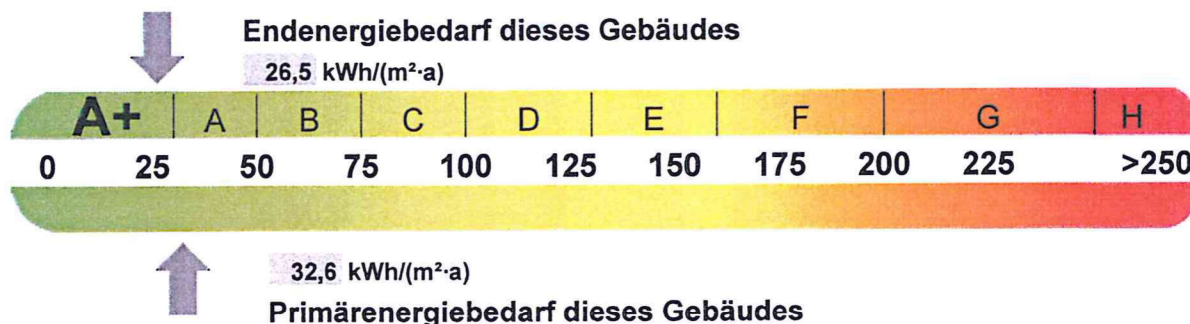 Endenergiebedarf dieses Gebäudes
26,5 kWh/(m²·a)
A+ A B C D E F G H
0 25 50 75 100 125 150 175 200 225 >250
32,6 kWh/(m²·a)
Primärenergiebedarf dieses Gebäudes